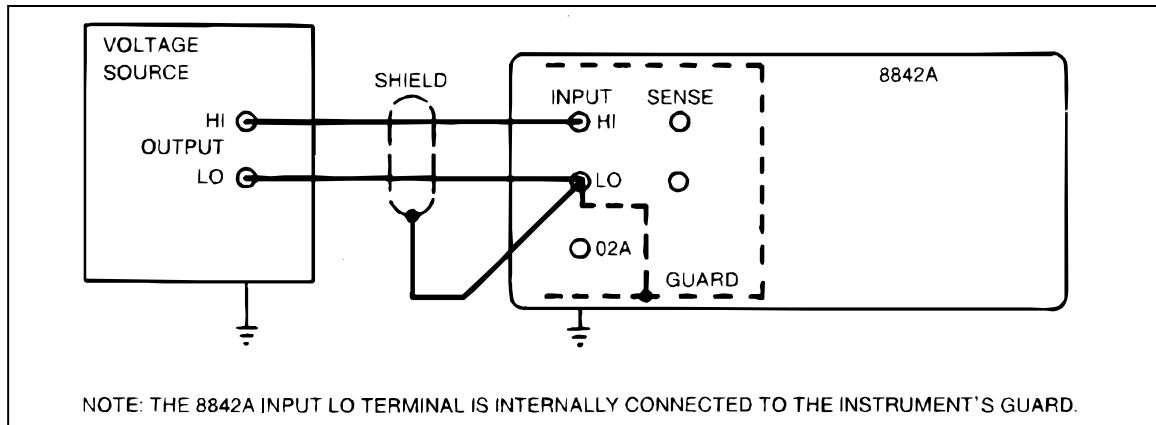 VOLTAGE
SOURCE
SHIELD
8842A
INPUT SENSE
HI
HI
OUTPUT
LO
LO
02A
GUARD
NOTE: THE 8842A INPUT LO TERMINAL IS INTERNALLY CONNECTED TO THE INSTRUMENT'S GUARD.